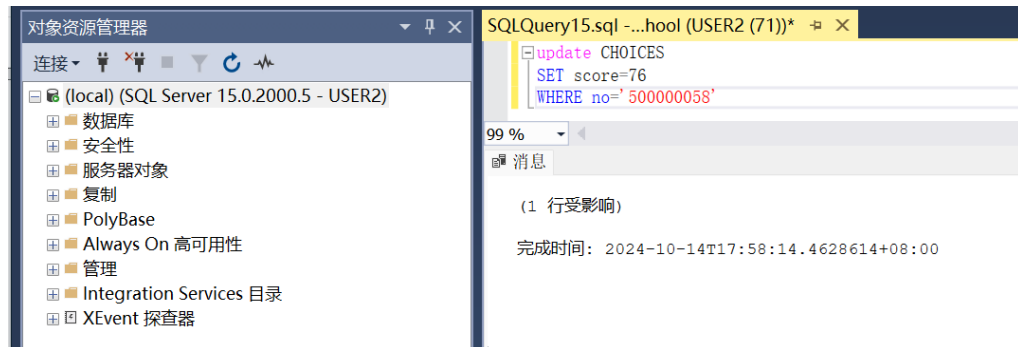 对象资源管理器
连接
(local) (SQL Server 15.0.2000.5 - USER2)
数据库
安全性
服务器对象
复制
PolyBase
Always On 高可用性
管理
Integration Services 目录
XEvent 探查器
SQLQuery15.sql -...hool (USER2 (71))*
update CHOICES
SET score=76
WHERE no='500000058'
99 %
消息
(1 行受影响)
完成时间: 2024-10-14T17:58:14.4628614+08:00